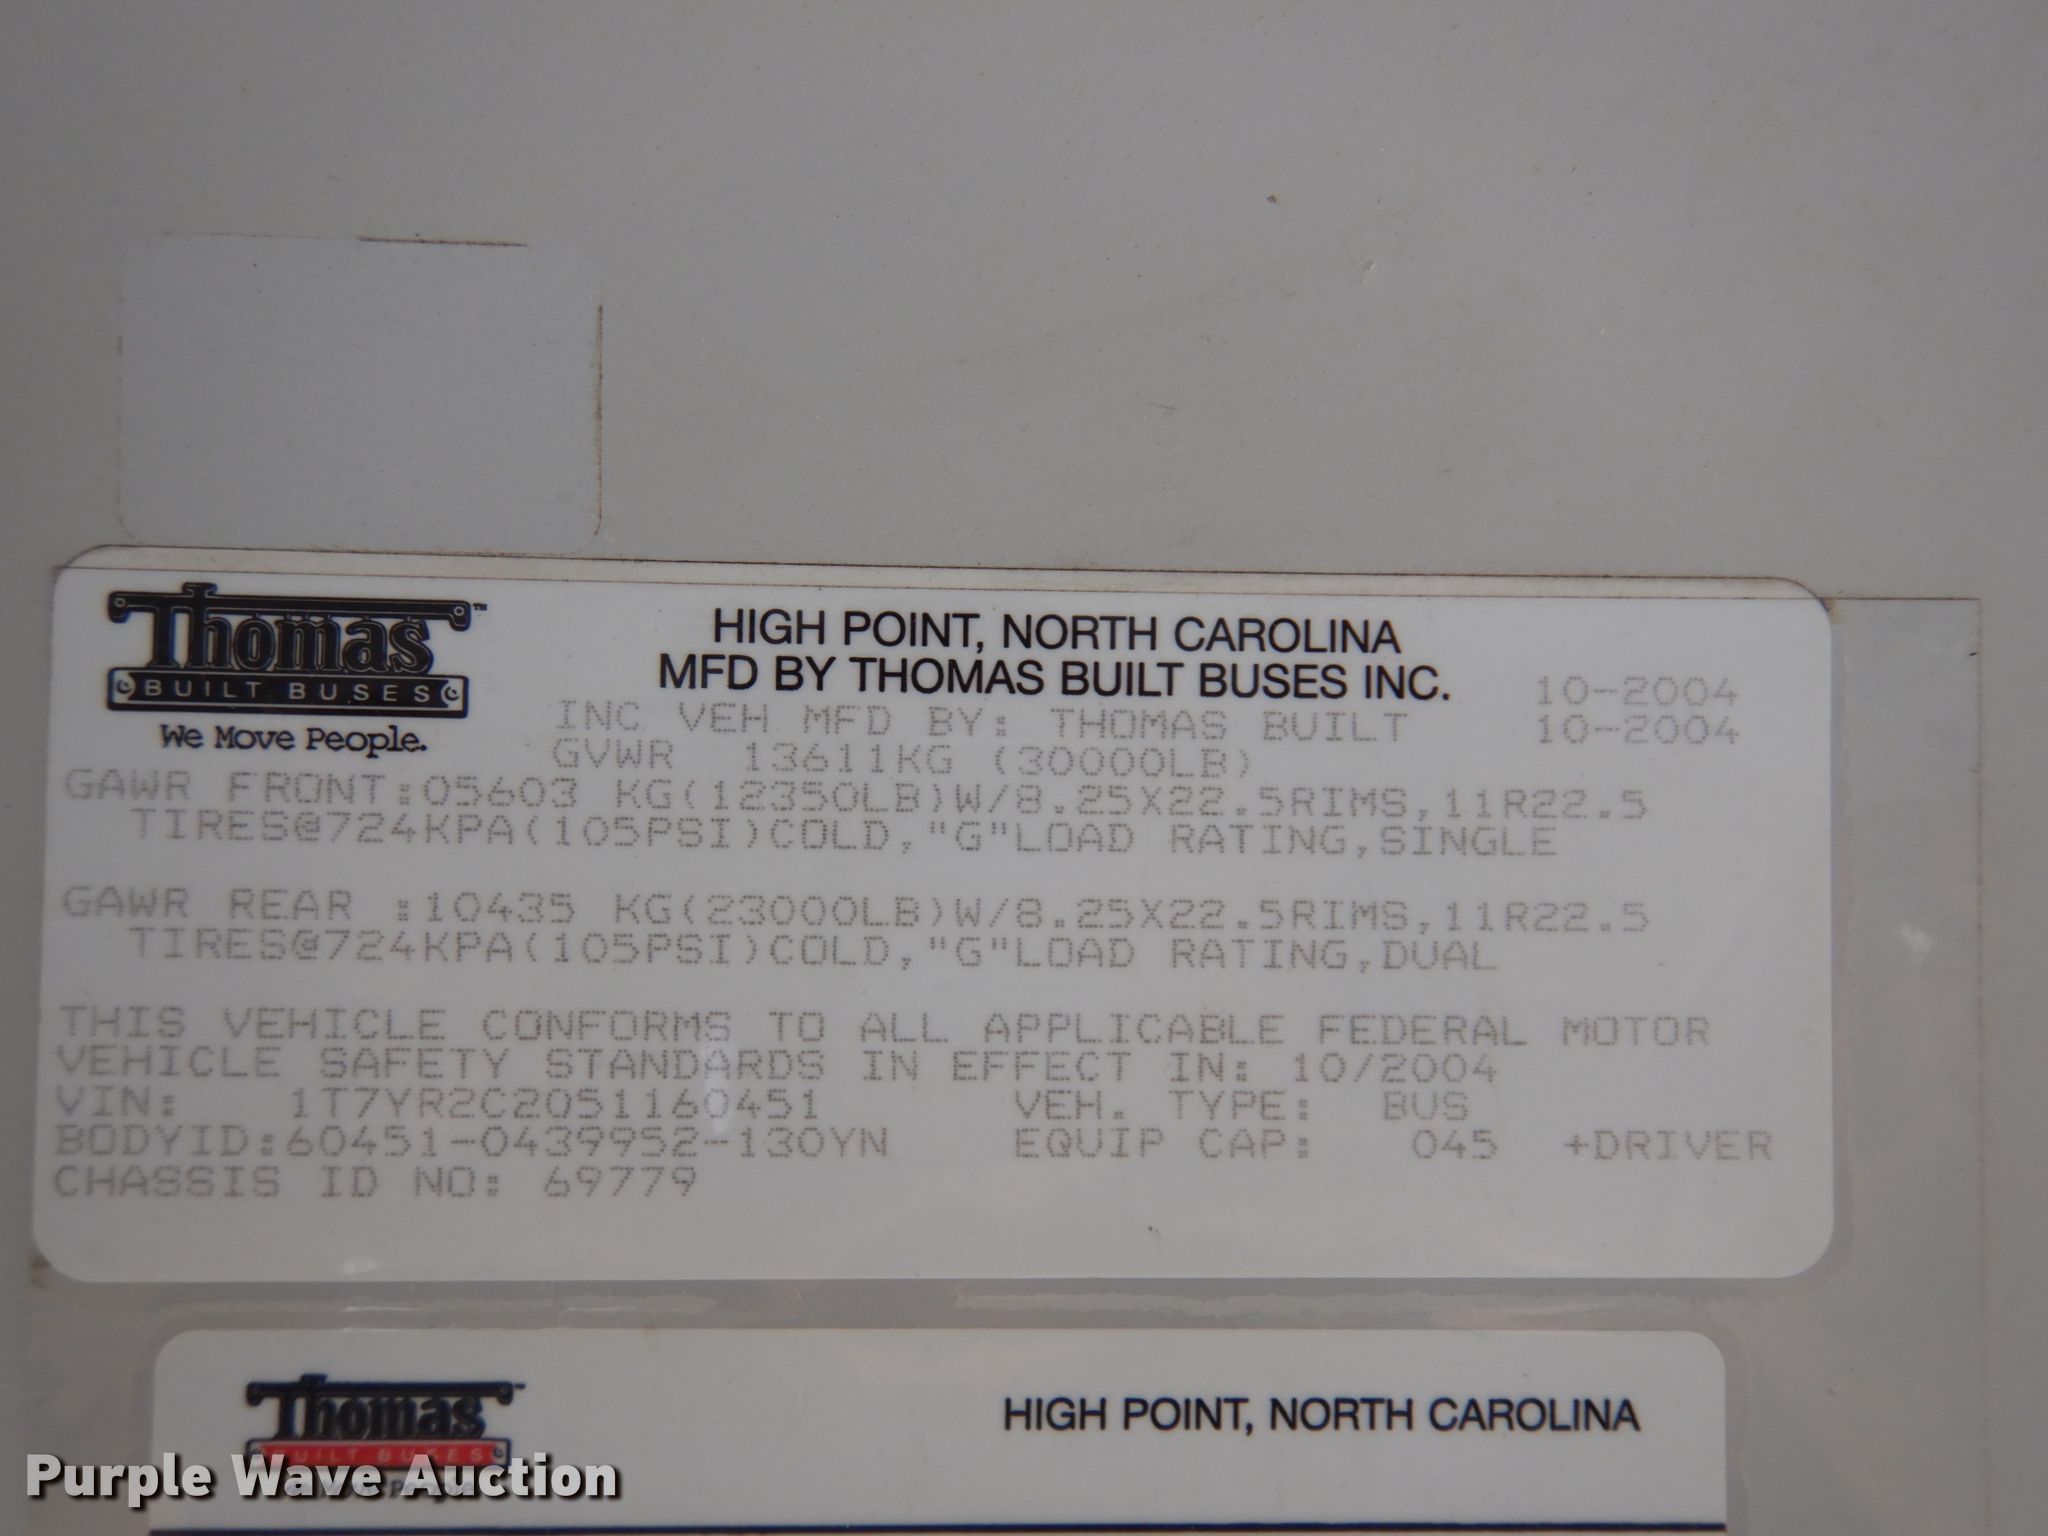 Thomas™
BUILT BUSES
We Move People.
HIGH POINT, NORTH CAROLINA
MFD BY THOMAS BUILT BUSES INC.
10-2004
INC VEH MFD BY: THOMAS BUILT 10-2004
GVWR 13611KG (30000LB)
GAWR FRONT:05603 KG(12350LB)W/8.25X22.5RIMS,11R22.5
TIRES@724KPA(105PSI)COLD,"G"LOAD RATING,SINGLE
GAWR REAR :10435 KG(23000LB)W/8.25X22.5RIMS,11R22.5
TIRES@724KPA(105PSI)COLD,"G"LOAD RATING,DUAL
THIS VEHICLE CONFORMS TO ALL APPLICABLE FEDERAL MOTOR
VEHICLE SAFETY STANDARDS IN EFFECT IN: 10/2004
VIN: 1T7YR2C2051160451 VEH. TYPE: BUS
BODYID:60451-0439952-130YN EQUIP CAP: 045 +DRIVER
CHASSIS ID NO: 69779
Thomas
BUILT BUSES
HIGH POINT, NORTH CAROLINA
Purple Wave Auction